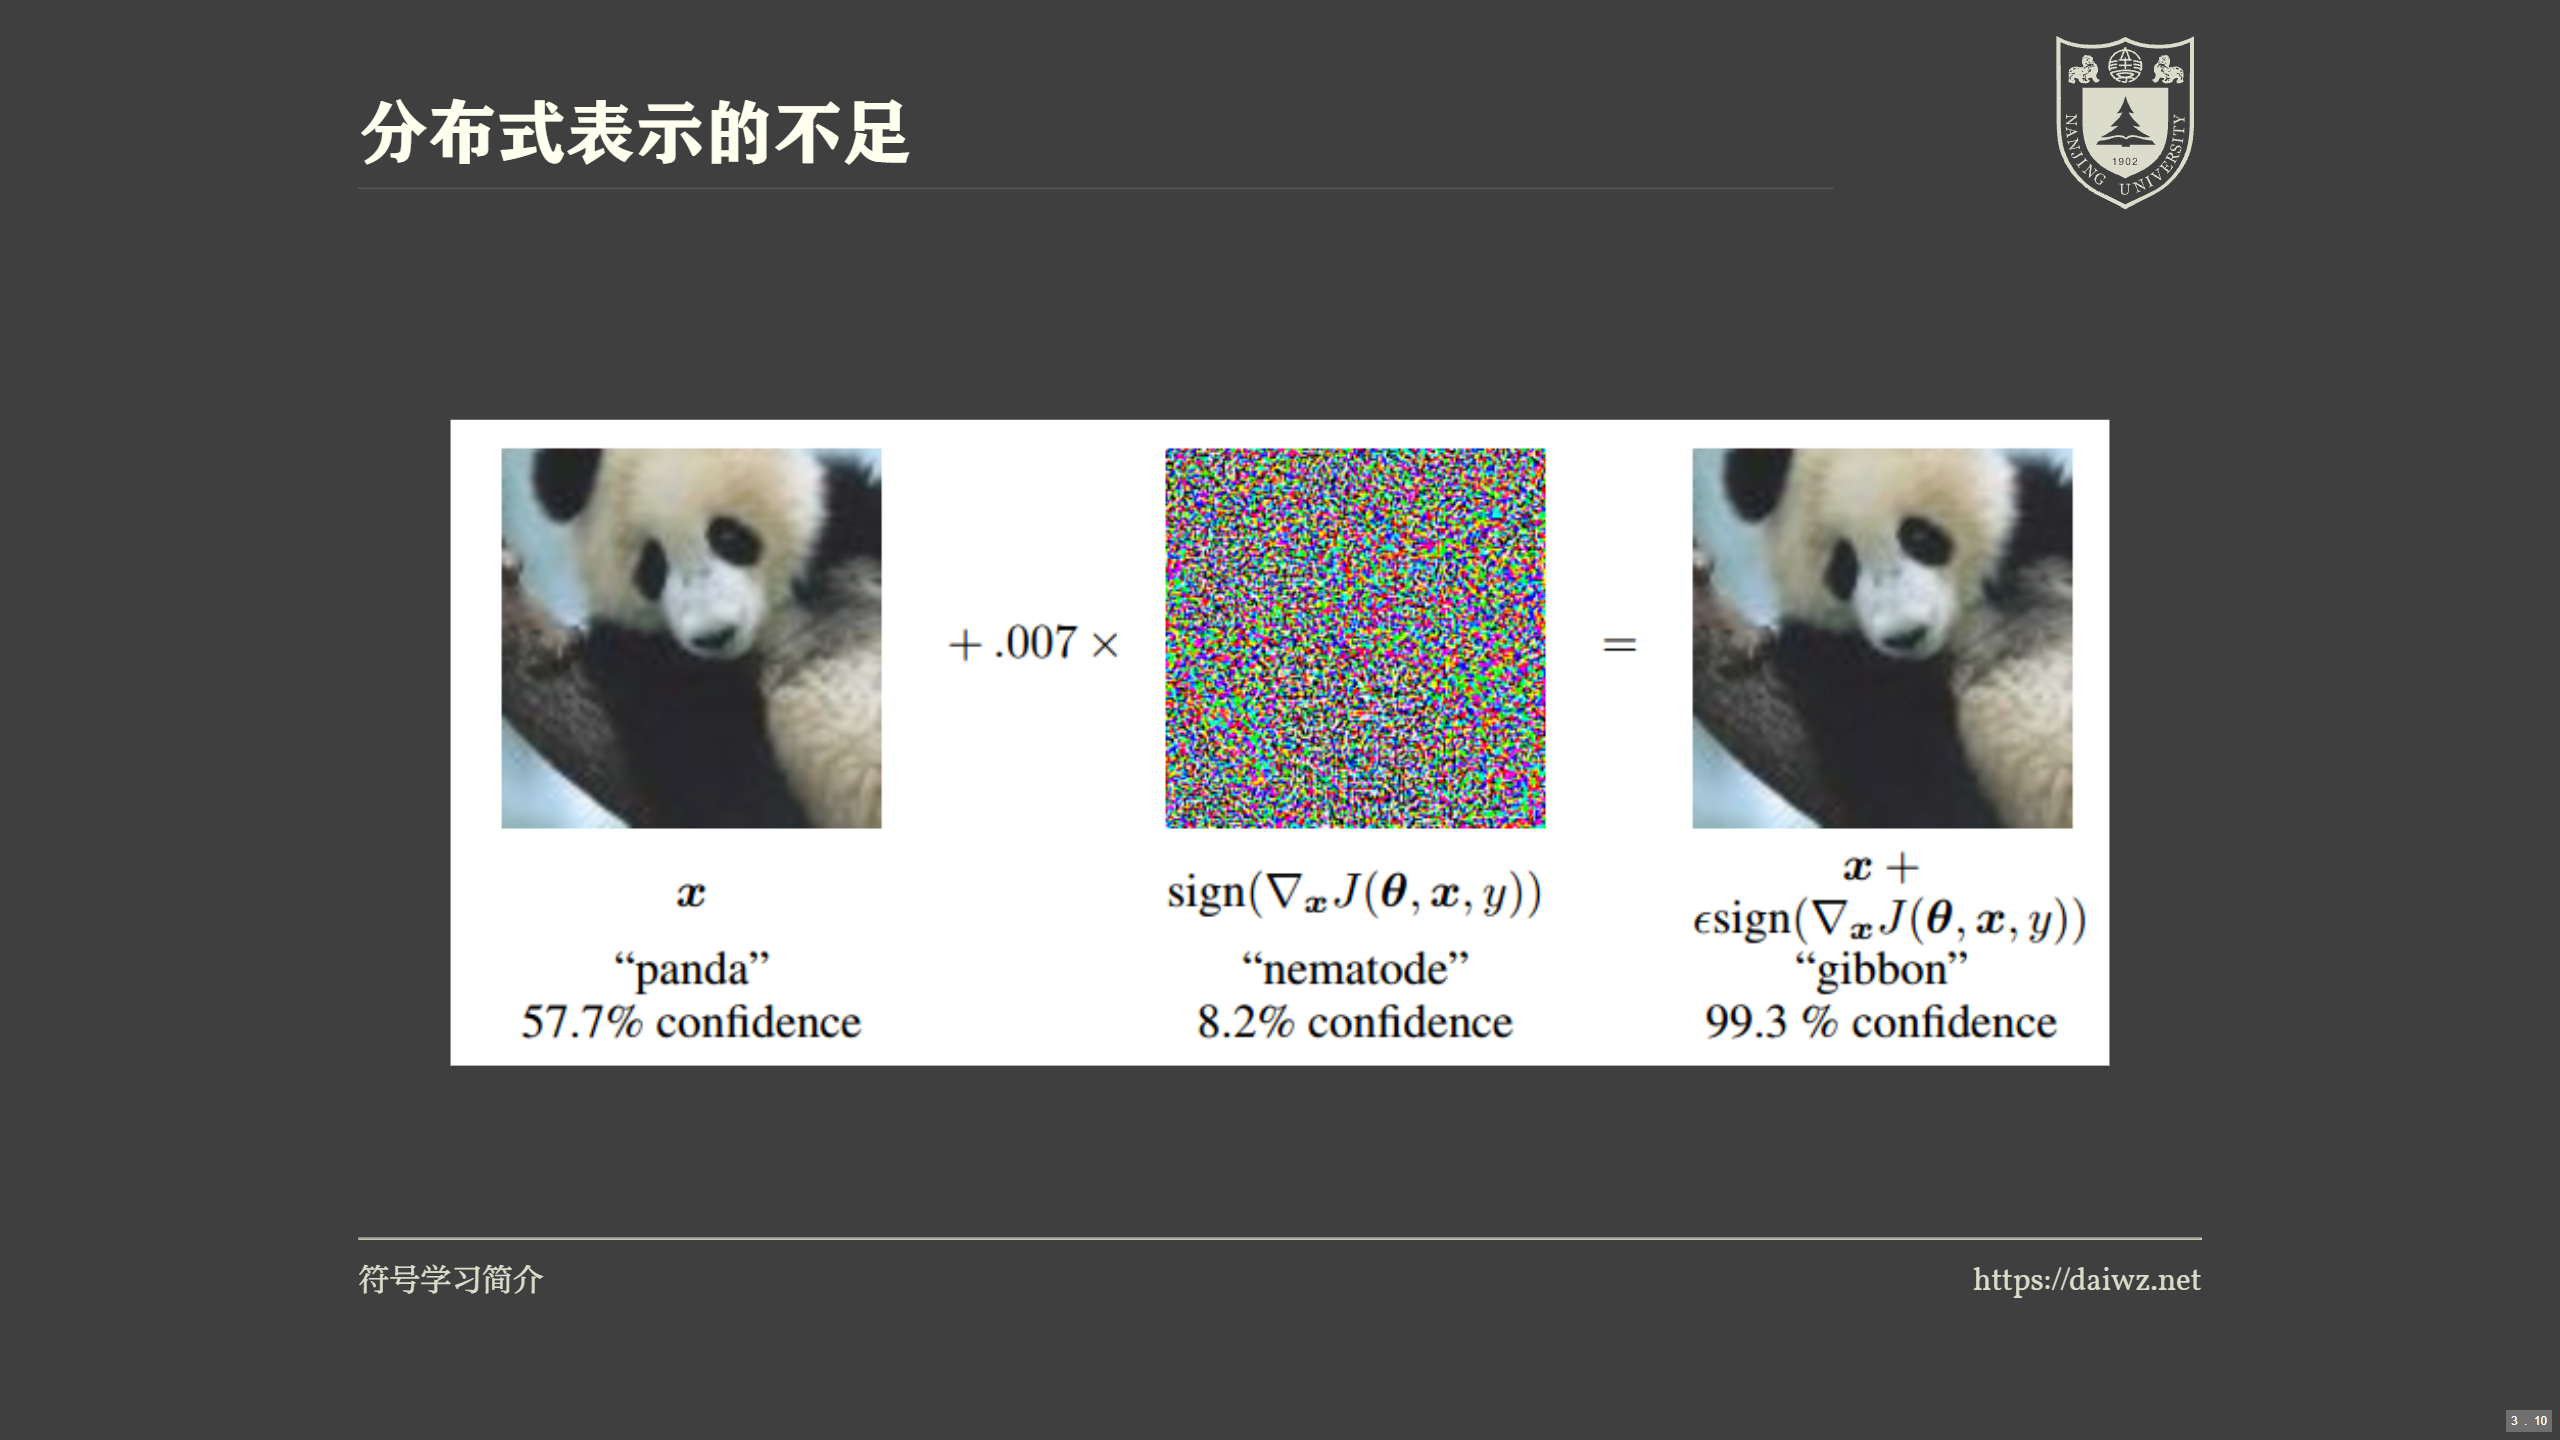 分布式表示的不足
NANJING UNIVERSITY
1902
+ .007 ×
=
x
sign(∇ₓJ(θ, x, y))
x +
ϵsign(∇ₓJ(θ, x, y))
“panda” “nematode” “gibbon”
57.7% confidence 8.2% confidence 99.3 % confidence
符号学习简介
https://daiwz.net
3 . 10